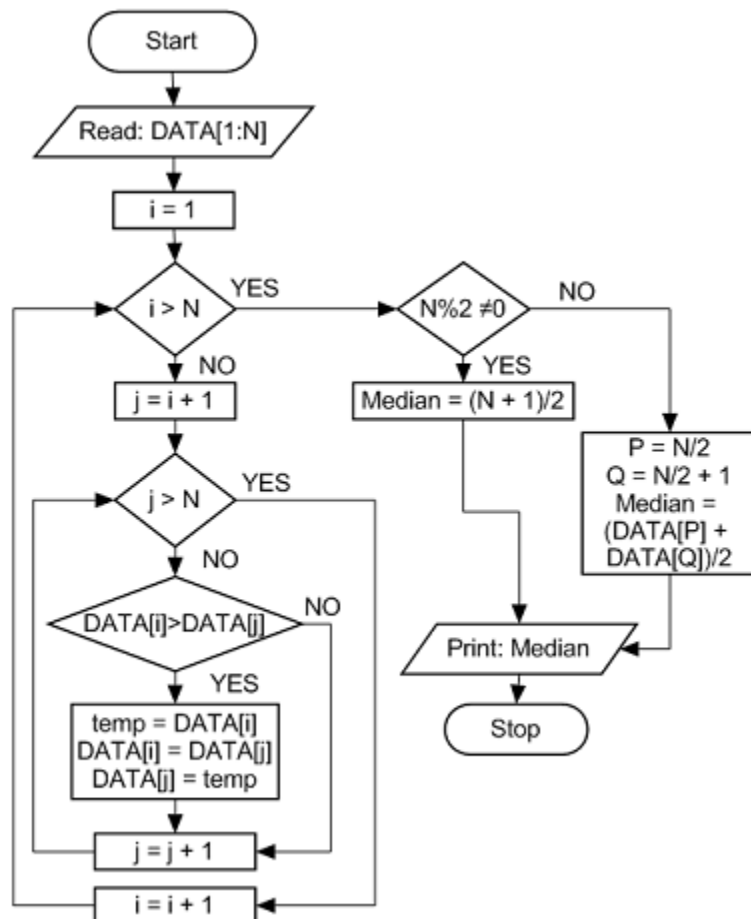 Start
Read: DATA[1:N]
i = 1
i > N
YES
NO
N%2 ≠0
NO
YES
j = i + 1
Median = (N + 1)/2
P = N/2
Q = N/2 + 1
Median =
(DATA[P] +
DATA[Q])/2
j > N
YES
NO
DATA[i]>DATA[j]
NO
YES
temp = DATA[i]
DATA[i] = DATA[j]
DATA[j] = temp
j = j + 1
i = i + 1
Print: Median
Stop